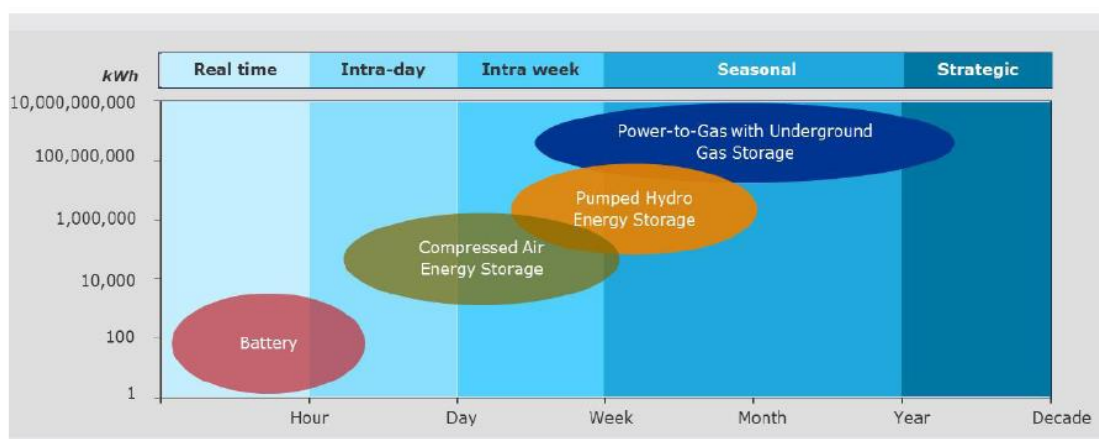 kWh
Real time
Intra-day
Intra week
Seasonal
Strategic
10,000,000,000
100,000,000
1,000,000
10,000
100
1
Power-to-Gas with Underground
Gas Storage
Pumped Hydro
Energy Storage
Compressed Air
Energy Storage
Battery
Hour
Day
Week
Month
Year
Decade